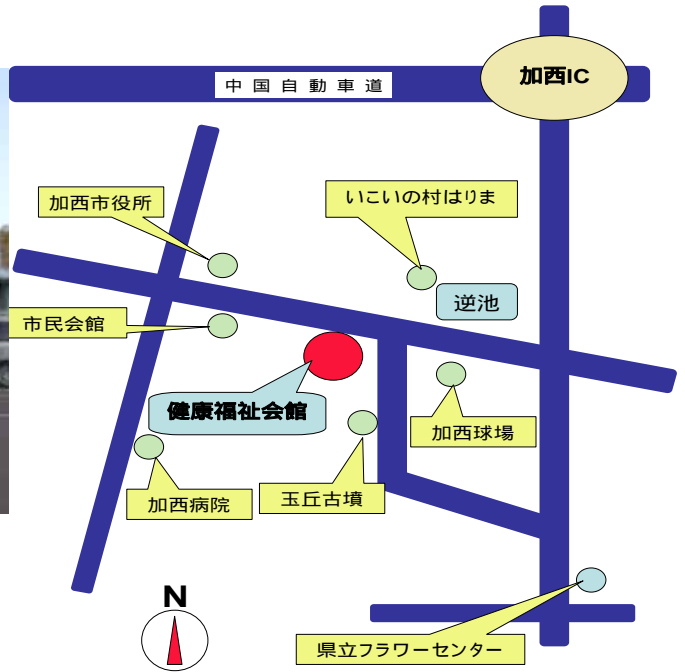 加西IC
中国自動車道
加西市役所
いこいの村はりま
逆池
市民会館
健康福祉会館
加西球場
加西病院
玉丘古墳
N
県立フラワーセンター